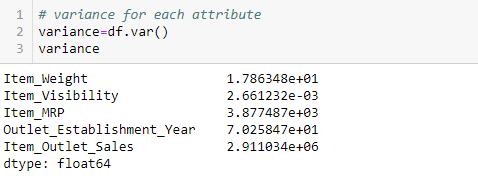 1 # variance for each attribute
2 variance=df.var()
3 variance
Item_Weight 1.786348e+01
Item_Visibility 2.661232e-03
Item_MRP 3.877487e+03
Outlet_Establishment_Year 7.025847e+01
Item_Outlet_Sales 2.911034e+06
dtype: float64